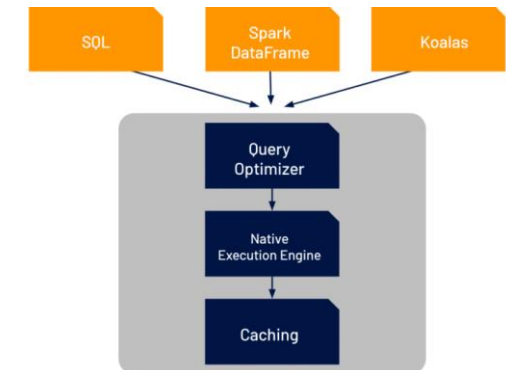 SQL
Spark
DataFrame
Koalas
Query
Optimizer
Native
Execution Engine
Caching